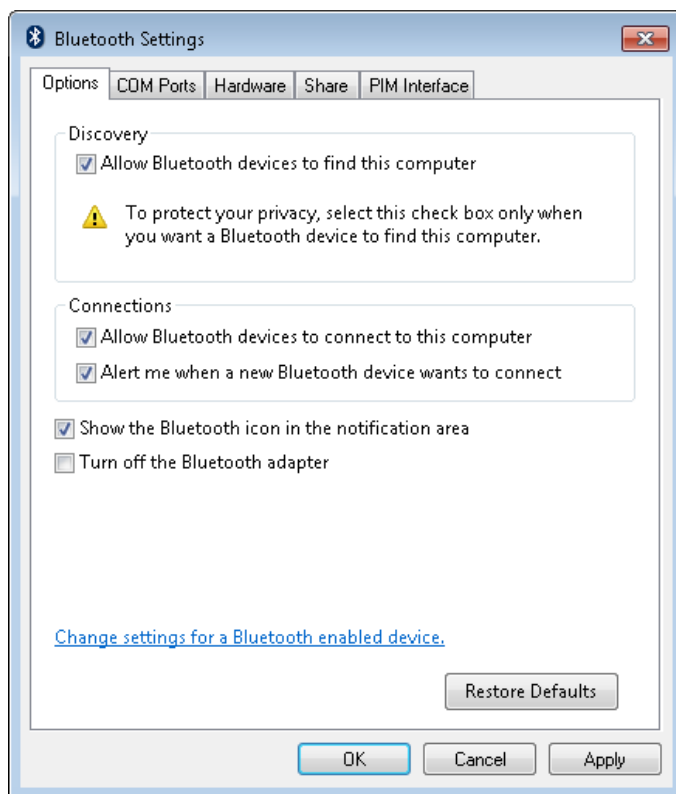 Bluetooth Settings
Options COM Ports Hardware Share PIM Interface
Discovery
Allow Bluetooth devices to find this computer
To protect your privacy, select this check box only when
you want a Bluetooth device to find this computer.
Connections
Allow Bluetooth devices to connect to this computer
Alert me when a new Bluetooth device wants to connect
Show the Bluetooth icon in the notification area
Turn off the Bluetooth adapter
Change settings for a Bluetooth enabled device.
Restore Defaults
OK Cancel Apply